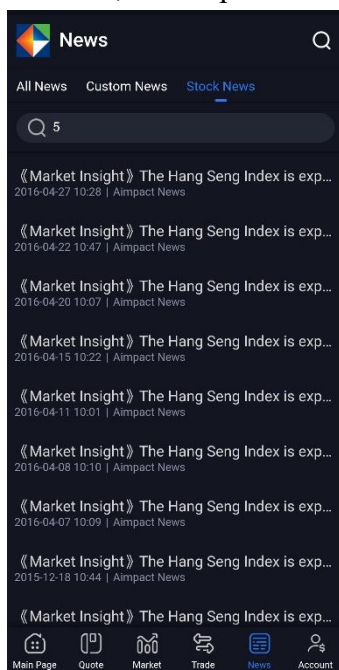 News
All News Custom News Stock News
5
《Market Insight》The Hang Seng Index is exp...
2016-04-27 10:28 | Aimpact News
《Market Insight》The Hang Seng Index is exp...
2016-04-22 10:47 | Aimpact News
《Market Insight》The Hang Seng Index is exp...
2016-04-20 10:07 | Aimpact News
《Market Insight》The Hang Seng Index is exp...
2016-04-15 10:22 | Aimpact News
《Market Insight》The Hang Seng Index is exp...
2016-04-11 10:01 | Aimpact News
《Market Insight》The Hang Seng Index is exp...
2016-04-08 10:10 | Aimpact News
《Market Insight》The Hang Seng Index is exp...
2016-04-07 10:09 | Aimpact News
《Market Insight》The Hang Seng Index is exp...
2015-12-18 10:44 | Aimpact News
《Market Insight》The Hang Seng Index is exp...
Main Page Quote Market Trade News Account